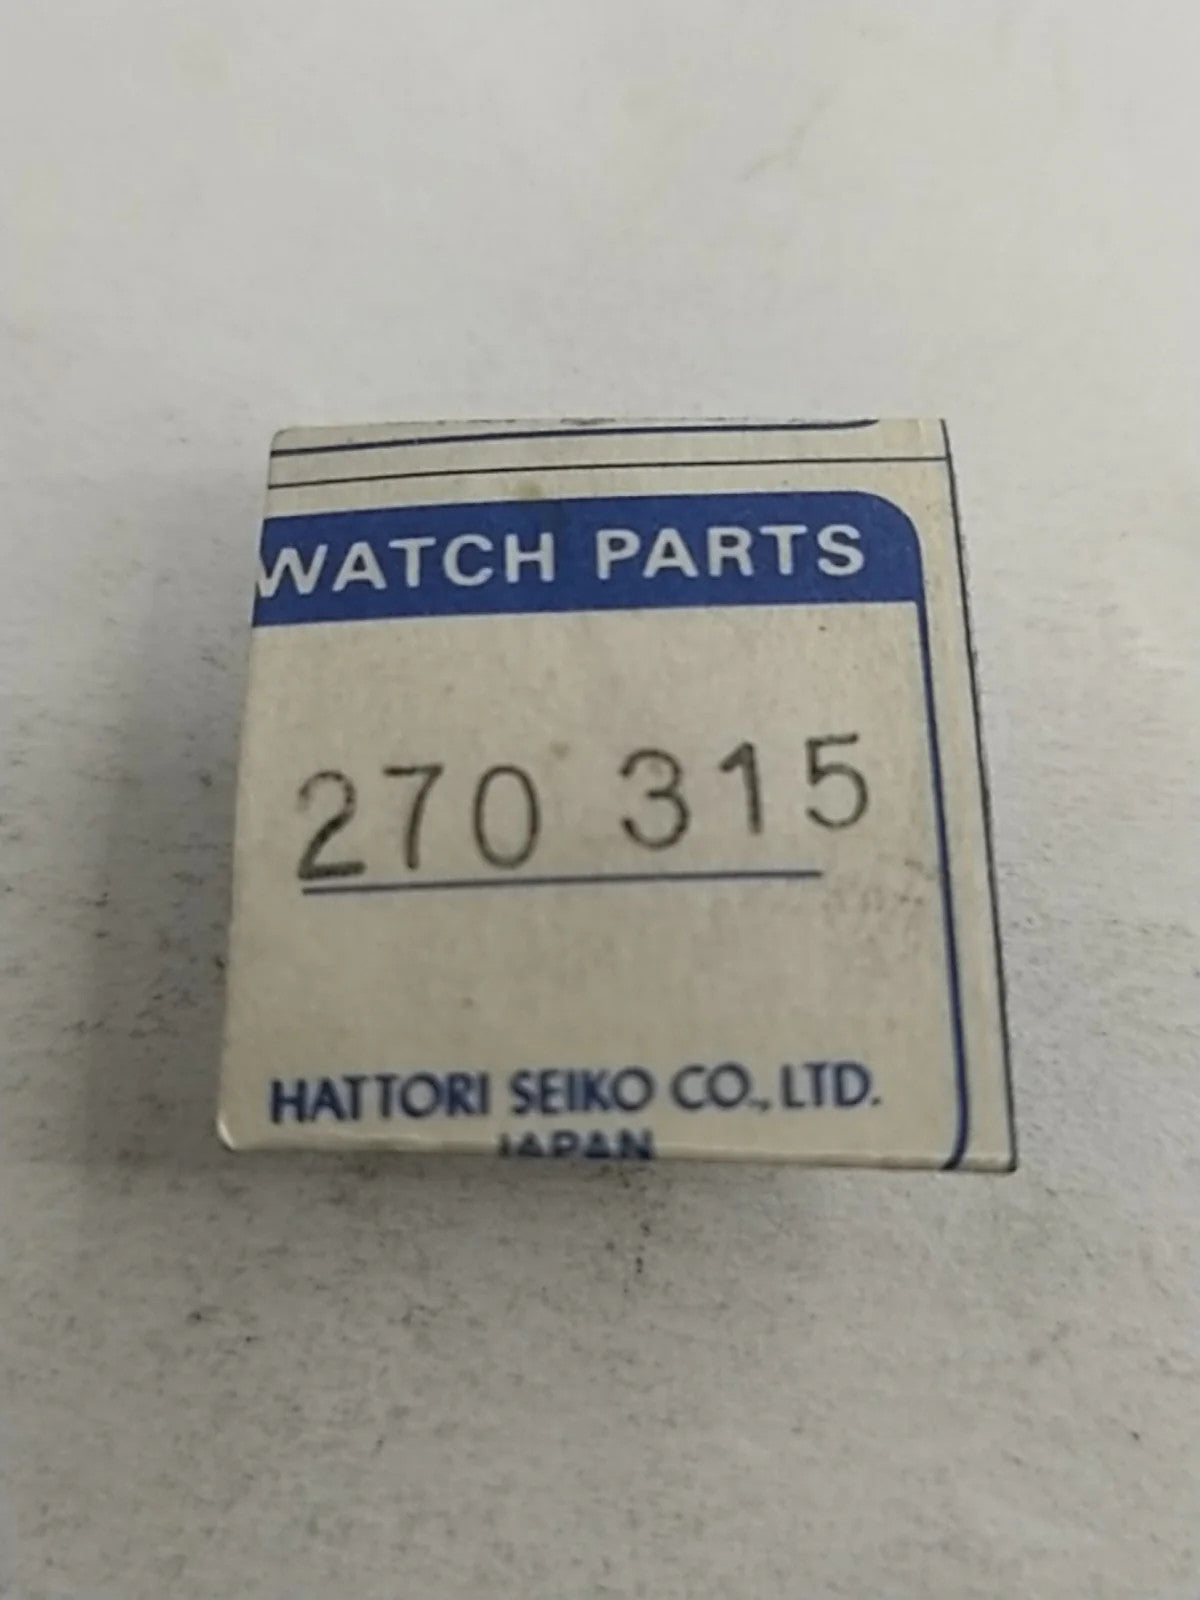 WATCH PARTS
270 315
HATTORI SEIKO CO., LTD.
JAPAN